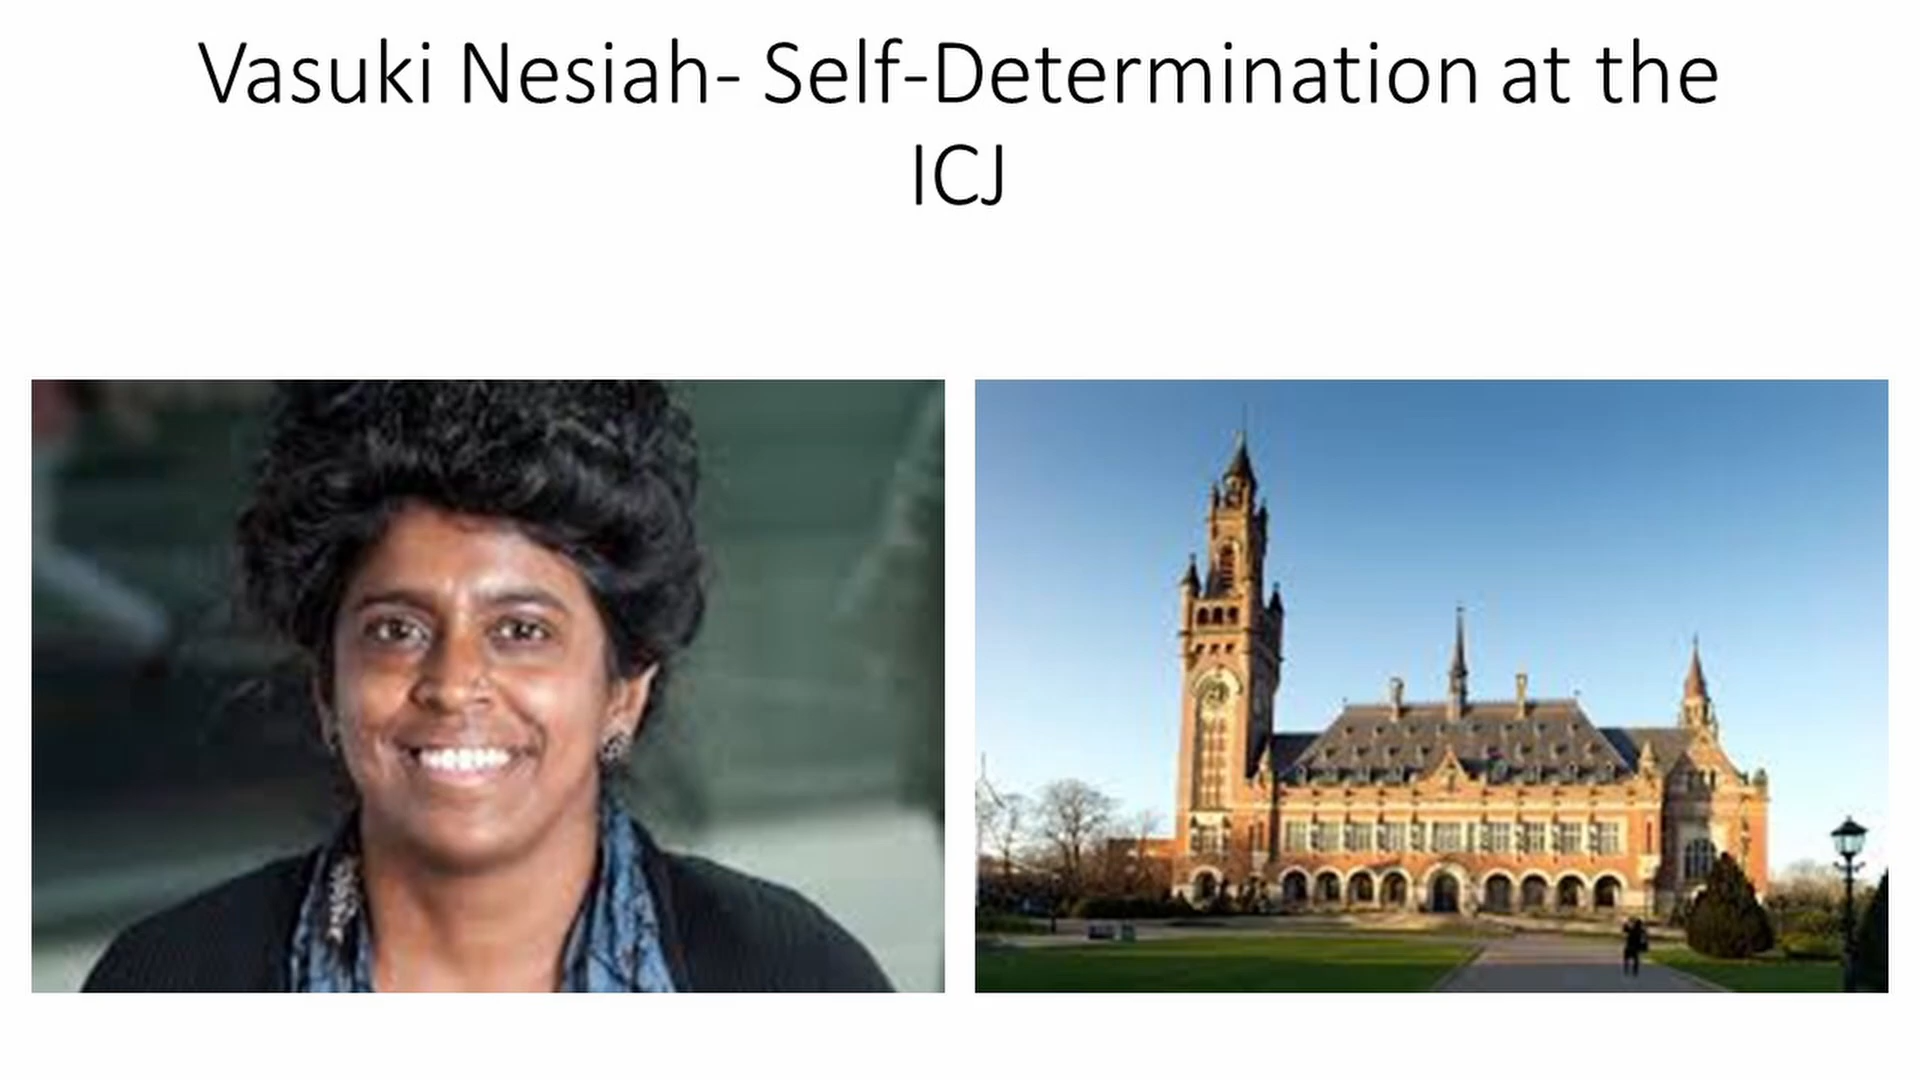 Vasuki Nesiah- Self-Determination at the
ICJ